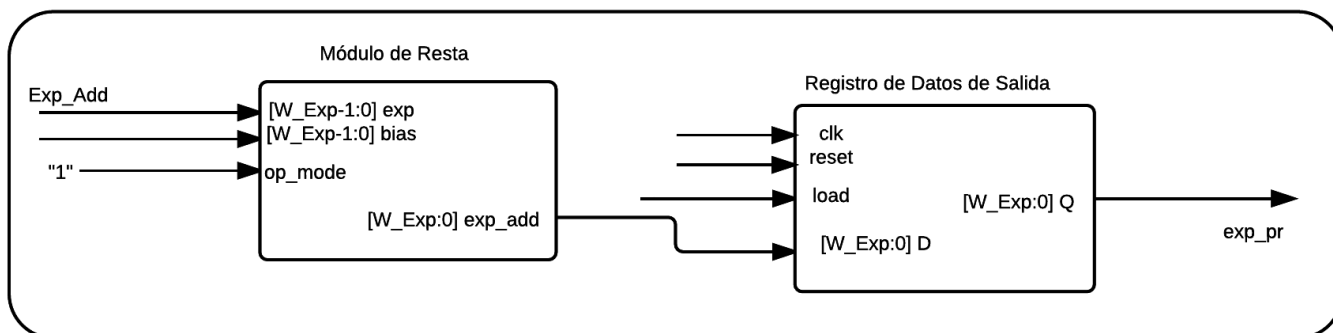 Módulo de Resta
Exp_Add
[W_Exp-1:0] exp
[W_Exp-1:0] bias
"1"
op_mode
[W_Exp:0] exp_add
Registro de Datos de Salida
clk
reset
load
[W_Exp:0] Q
[W_Exp:0] D
exp_pr